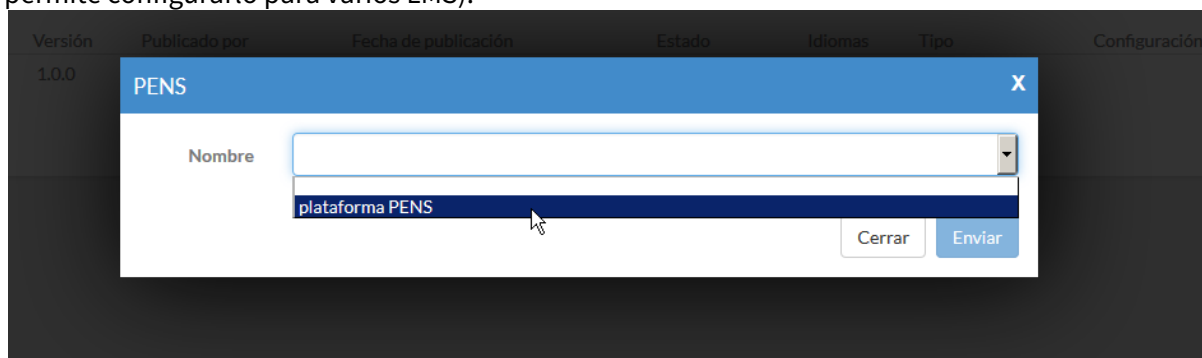 permite configurarlo para varios LMS).
Versión Publicado por Fecha de publicación Estado Idiomas Tipo Configuración
1.0.0
PENS X
Nombre
plataforma PENS
Cerrar Enviar